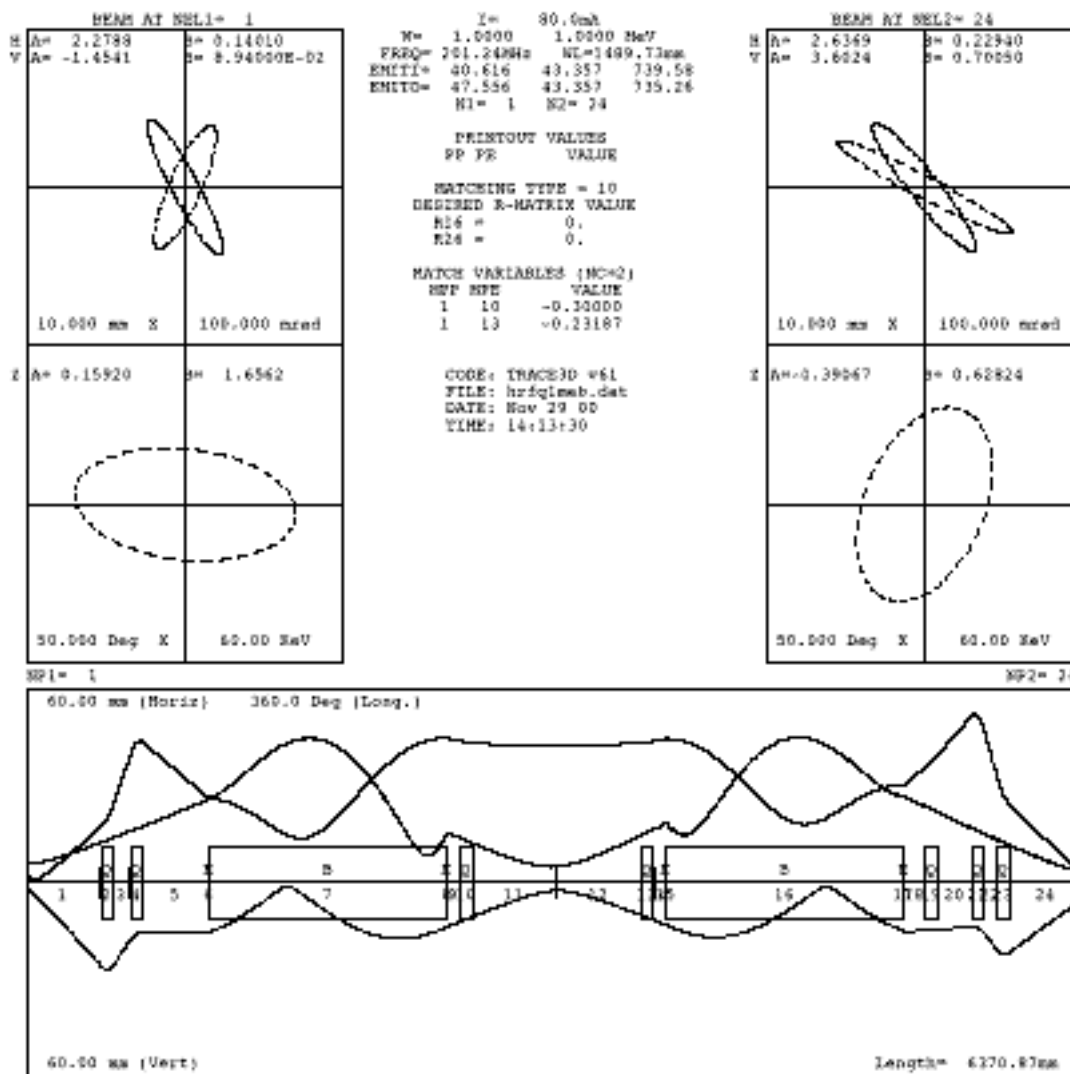 BEAM AT NEL1= 1
H A= 2.2788 B= 0.14010
V A= -1.4541 B= 8.94000E-02
10.000 mm X 100.000 mrad
Z A= 0.15920 B= 1.6562
50.000 Deg X 60.00 KeV
NP1= 1
I= 80.0mA
W= 1.0000 1.0000 MeV
FREQ= 201.24MHz WL=1489.73mm
EMITI= 40.616 43.357 739.58
EMITO= 47.556 43.357 735.26
N1= 1 N2= 24
PRINTOUT VALUES
PP PE VALUE
MATCHING TYPE = 10
DESIRED R-MATRIX VALUE
R16 = 0.
R26 = 0.
MATCH VARIABLES (NC=2)
MPP MPE VALUE
1 10 -0.30000
1 13 -0.23187
CODE: TRACE3D v61
FILE:
DATE: Nov 29 00
TIME: 14:13:30
BEAM AT NEL2= 24
H A= 2.6369 B= 0.22940
V A= 3.6024 B= 0.70050
10.000 mm X 100.000 mrad
Z A=-0.39067 B= 0.62824
50.000 Deg X 60.00 KeV
NP2= 24
60.00 mm (Horiz) 360.0 Deg (Long.)
B B
1 5 6 7 11 12 16 20 24
60.00 mm (Vert) Length= 6370.87mm